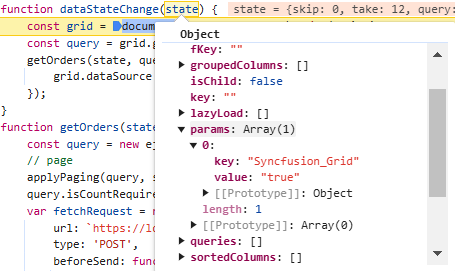 function dataStateChange(state) { state = {skip: 0, take: 12, query:
const grid = docum
const query = grid.g
getOrders(state, qu
grid.dataSource
});
}
function getOrders(stat
const query = new ej
// page
applyPaging(query, s
query.isCountRequire
var fetchRequest = n
url: `https://lo
type: 'POST',
beforeSend: func
Object
fKey: ""
groupedColumns: []
isChild: false
key: ""
lazyLoad: []
params: Array(1)
0:
key: "Syncfusion_Grid"
value: "true"
[[Prototype]]: Object
length: 1
[[Prototype]]: Array(0)
queries: []
sortedColumns: []